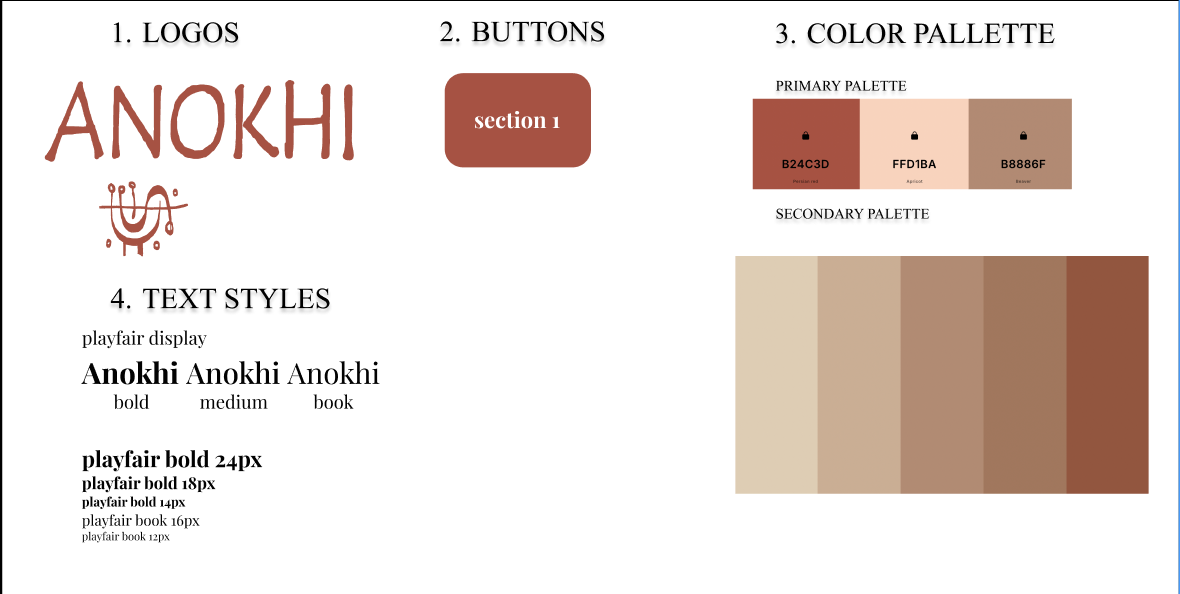 1. LOGOS
ANOKHI
2. BUTTONS
section 1
3. COLOR PALLETTE
PRIMARY PALETTE
B24C3D FFD1BA B8886F
Persian red Apricot Beaver
SECONDARY PALETTE
4. TEXT STYLES
playfair display
Anokhi Anokhi Anokhi
bold medium book
playfair bold 24px
playfair bold 18px
playfair bold 14px
playfair book 16px
playfair book 12px